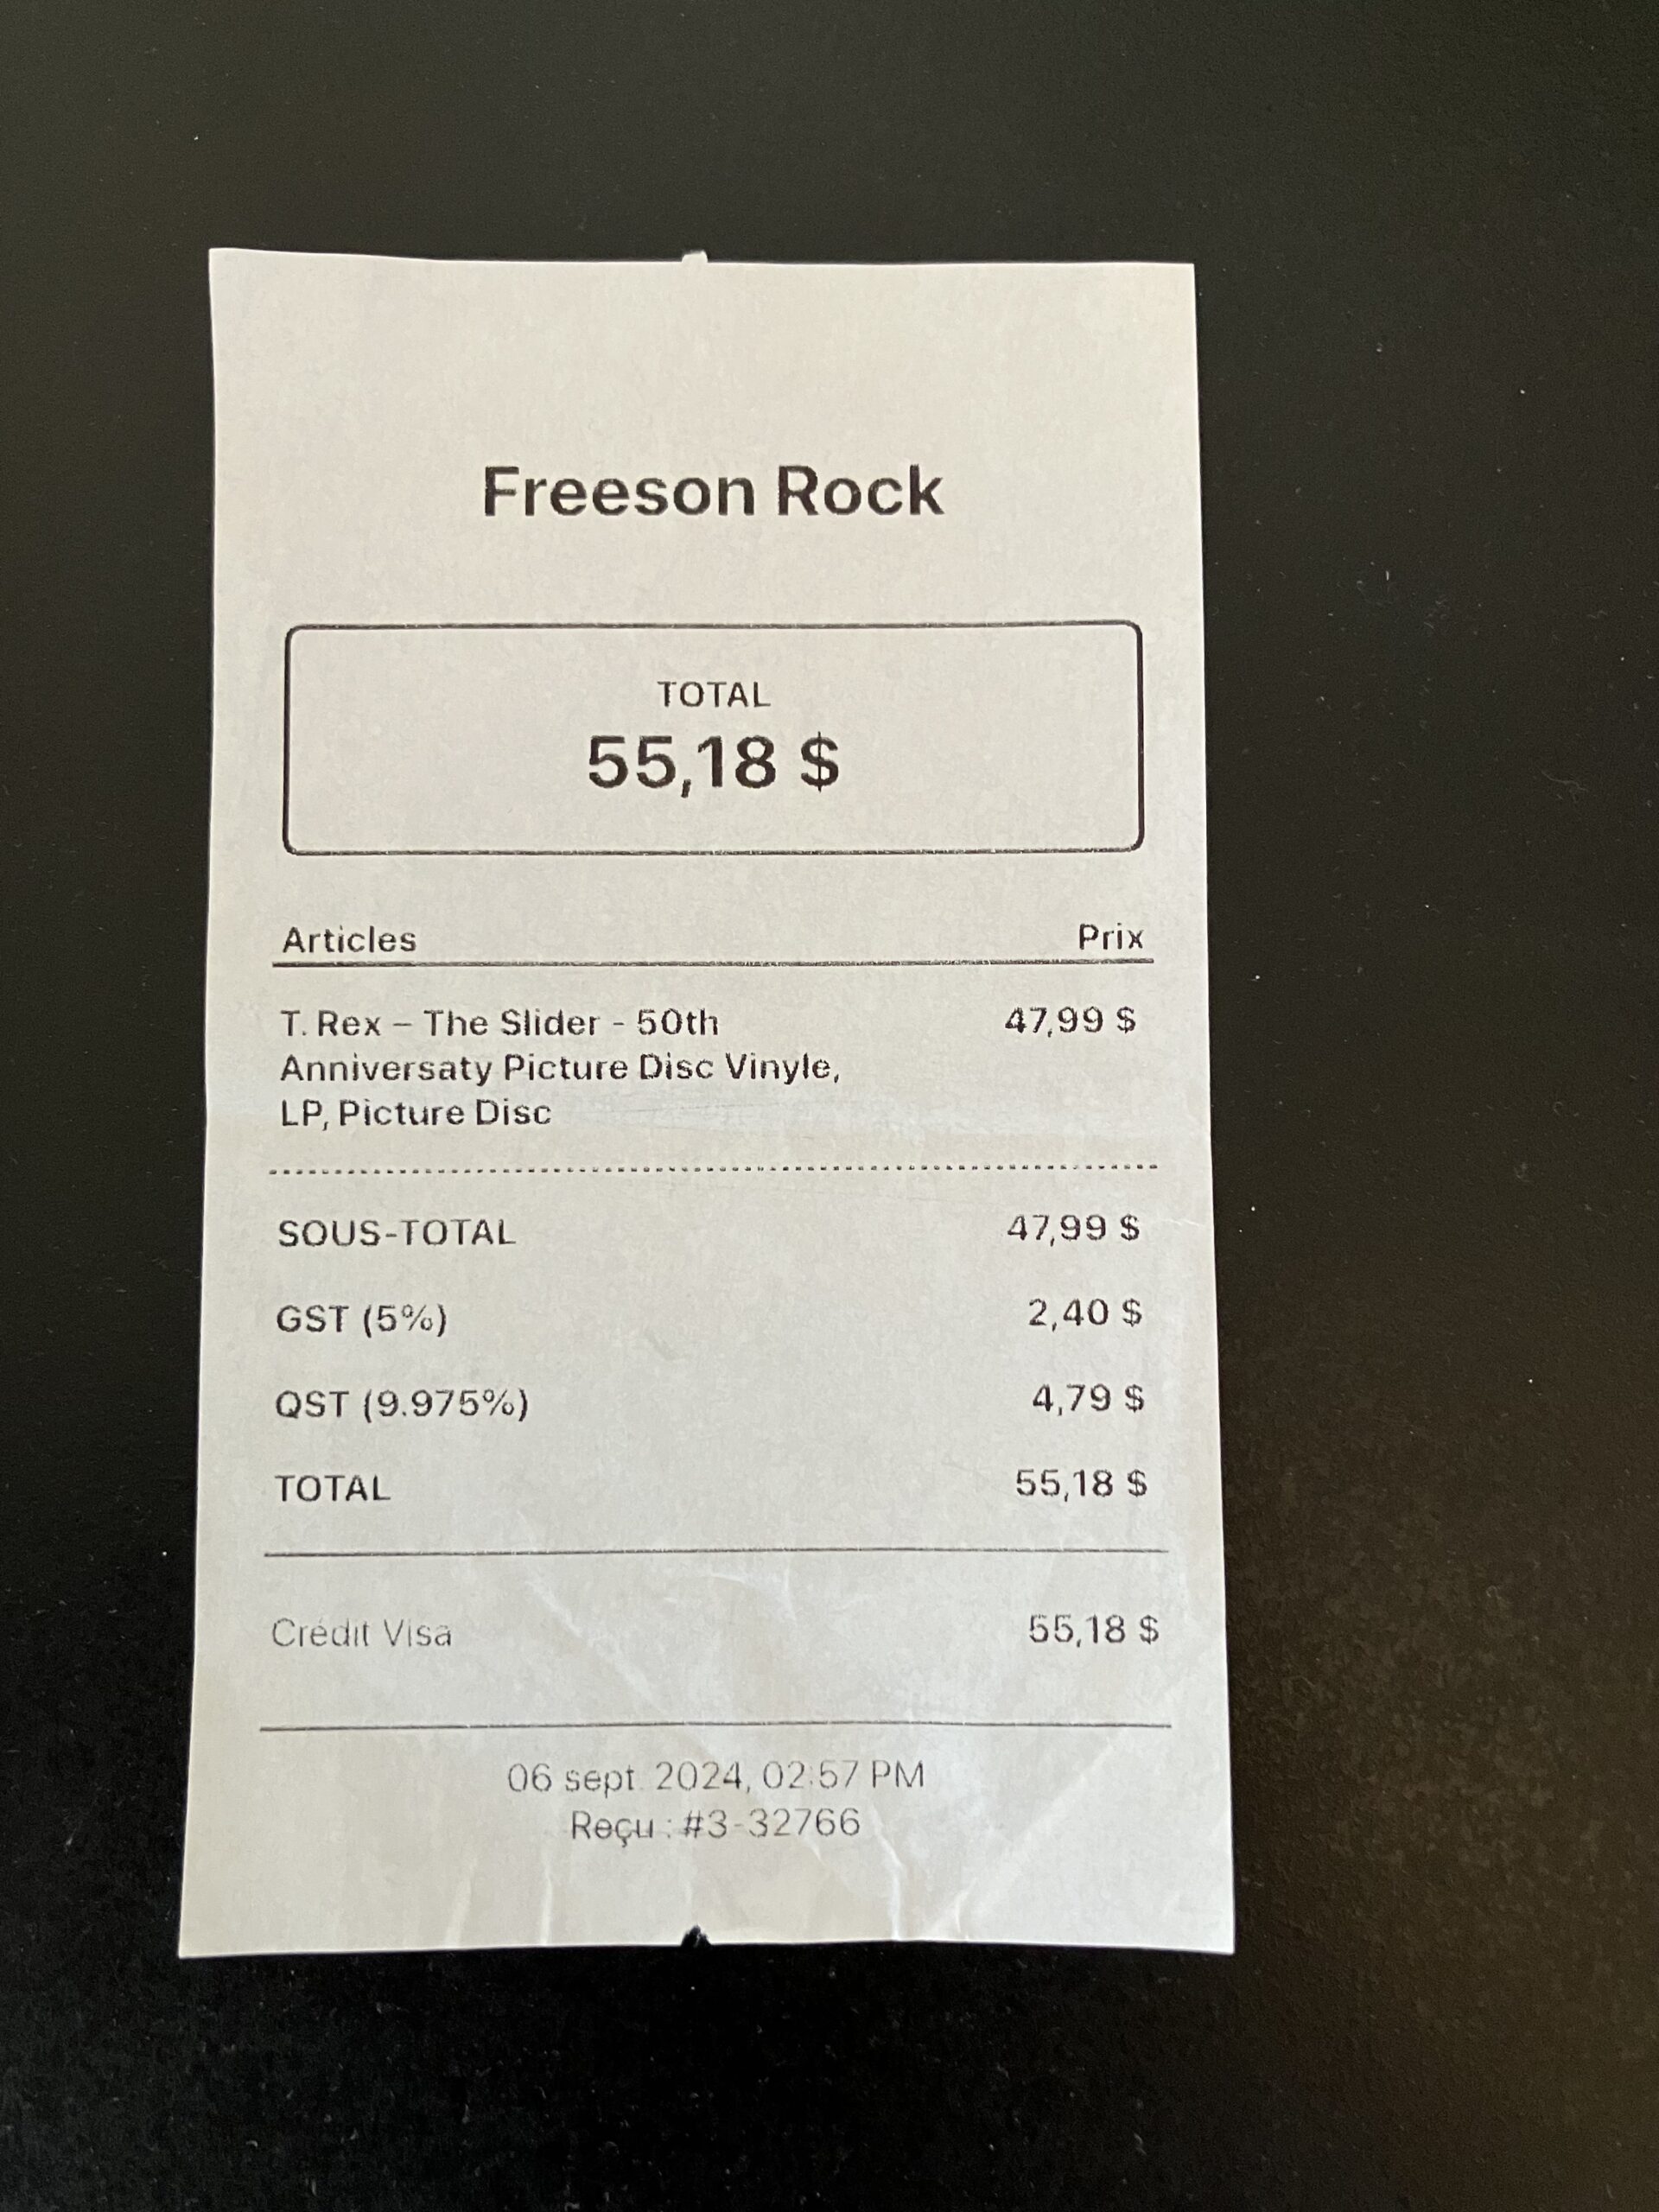 Freeson Rock
TOTAL
55,18 $
Articles Prix
T. Rex – The Slider - 50th 47,99 $
Anniversaty Picture Disc Vinyle,
LP, Picture Disc
SOUS-TOTAL 47,99 $
GST (5%) 2,40 $
QST (9.975%) 4,79 $
TOTAL 55,18 $
Crédit Visa 55,18 $
06 sept. 2024, 02:57 PM
Reçu : #3-32766